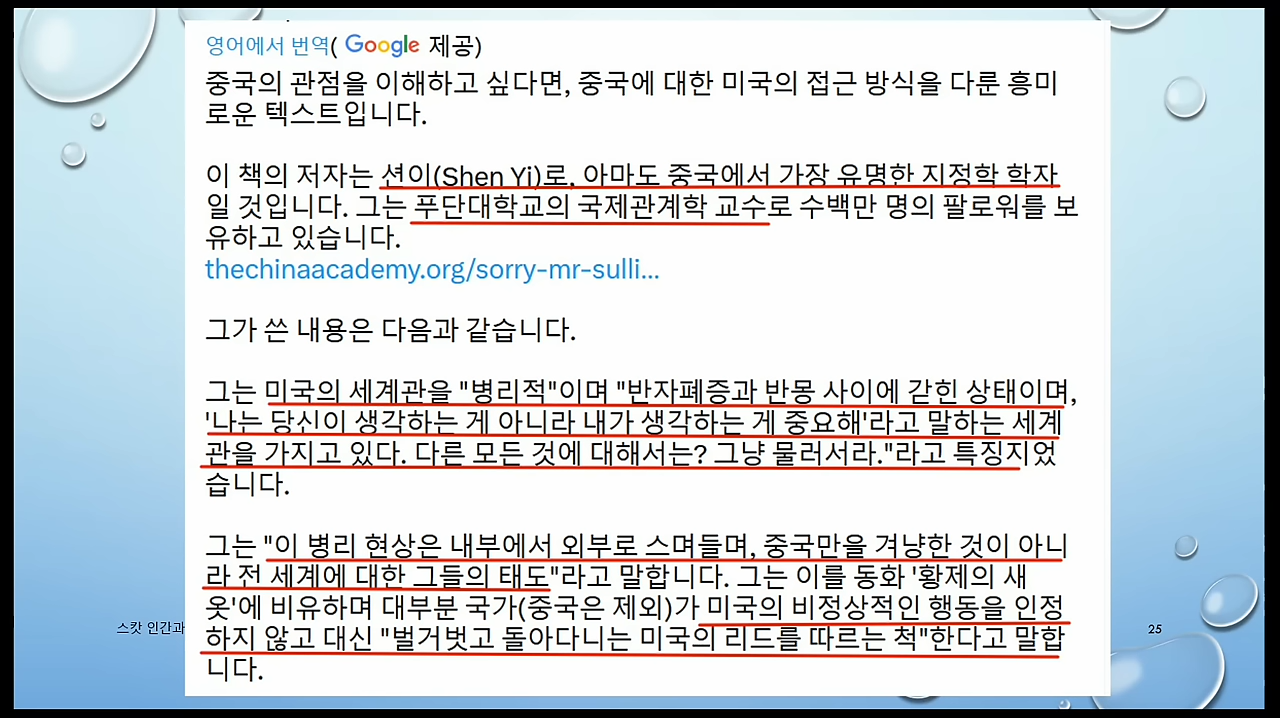 영어에서 번역( Google 제공)
중국의 관점을 이해하고 싶다면, 중국에 대한 미국의 접근 방식을 다룬 흥미
로운 텍스트입니다.
이 책의 저자는 션이(Shen Yi)로, 아마도 중국에서 가장 유명한 지정학 학자
일 것입니다. 그는 푸단대학교의 국제관계학 교수로 수백만 명의 팔로워를 보
유하고 있습니다.
thechinaacademy.org/sorry-mr-sulli...
그가 쓴 내용은 다음과 같습니다.
그는 미국의 세계관을 "병리적"이며 "반자폐증과 반몽 사이에 갇힌 상태이며,
'나는 당신이 생각하는 게 아니라 내가 생각하는 게 중요해'라고 말하는 세계
관을 가지고 있다. 다른 모든 것에 대해서는? 그냥 물러서라."라고 특징지었
습니다.
그는 "이 병리 현상은 내부에서 외부로 스며들며, 중국만을 겨냥한 것이 아니
라 전 세계에 대한 그들의 태도"라고 말합니다. 그는 이를 동화 '황제의 새
옷'에 비유하며 대부분 국가(중국은 제외)가 미국의 비정상적인 행동을 인정
하지 않고 대신 "벌거벗고 돌아다니는 미국의 리드를 따르는 척"한다고 말합
니다.
스캇 인간과
25